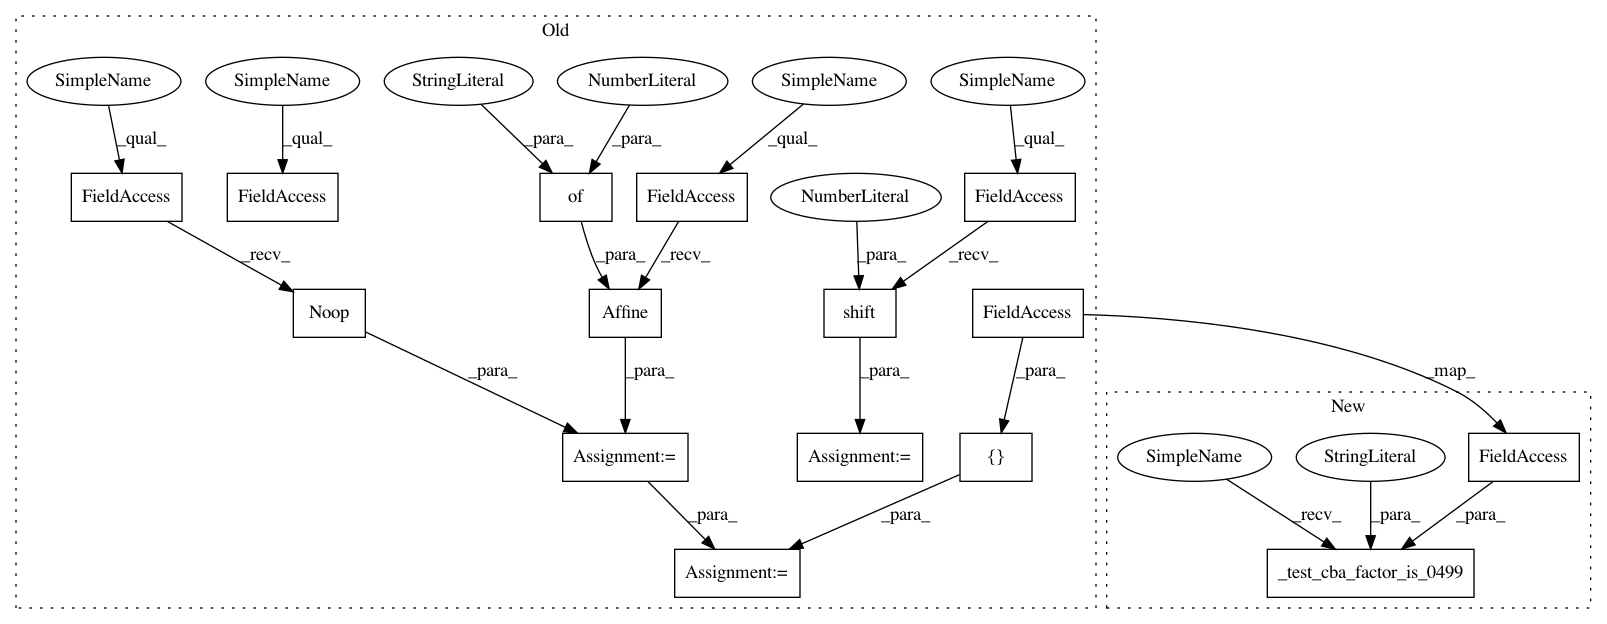 Old
SimpleName
SimpleName
StringLiteral
NumberLiteral
SimpleName
SimpleName
_qual_
_qual_
_para_
_para_
_qual_
_qual_
FieldAccess
FieldAccess
of
FieldAccess
NumberLiteral
FieldAccess
_recv_
_para_
_recv_
_para_
_recv_
Noop
Affine
shift
FieldAccess
_para_
_para_
_para_
_para_
_map_
New
Assignment:=
Assignment:=
{}
SimpleName
StringLiteral
FieldAccess
_para_
_para_
_recv_
_para_
_para_
Assignment:=
_test_cba_factor_is_0499